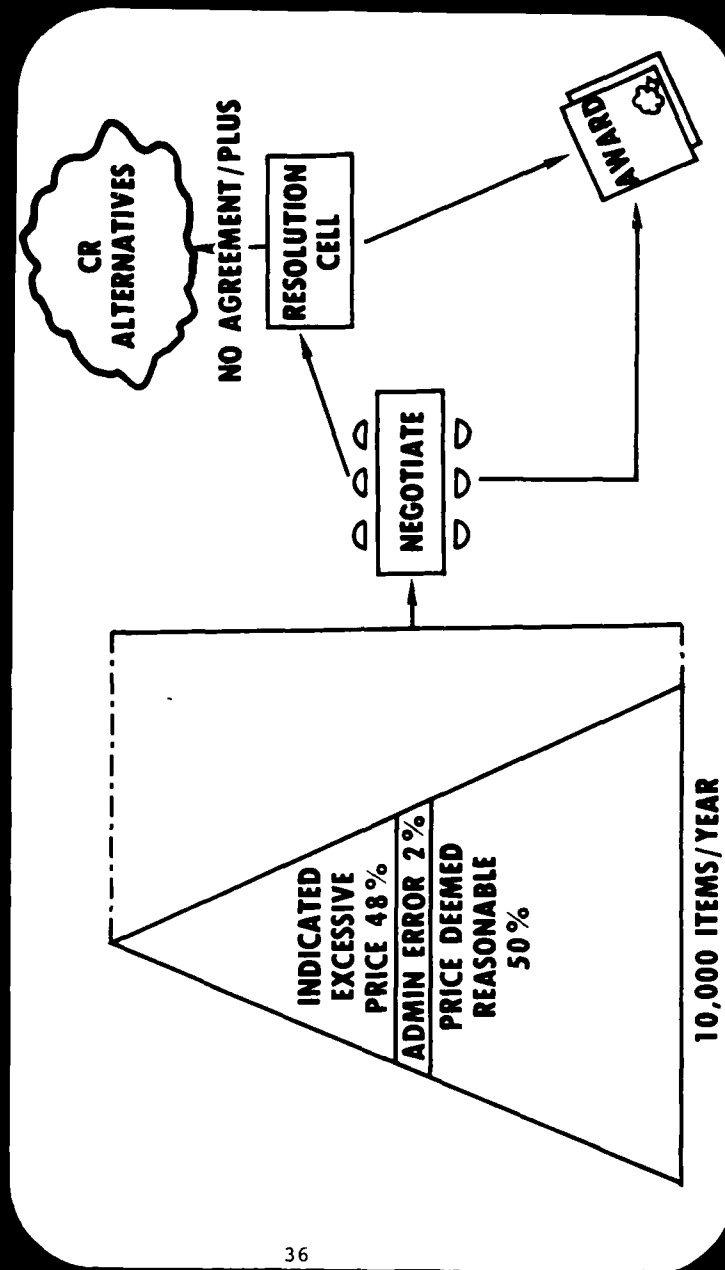 CR
ALTERNATIVES
NO AGREEMENT/PLUS
RESOLUTION
CELL
NEGOTIATE
AWARD
INDICATED
EXCESSIVE
PRICE 48%
ADMIN ERROR 2%
PRICE DEEMED
REASONABLE
50%
10,000 ITEMS/YEAR
36